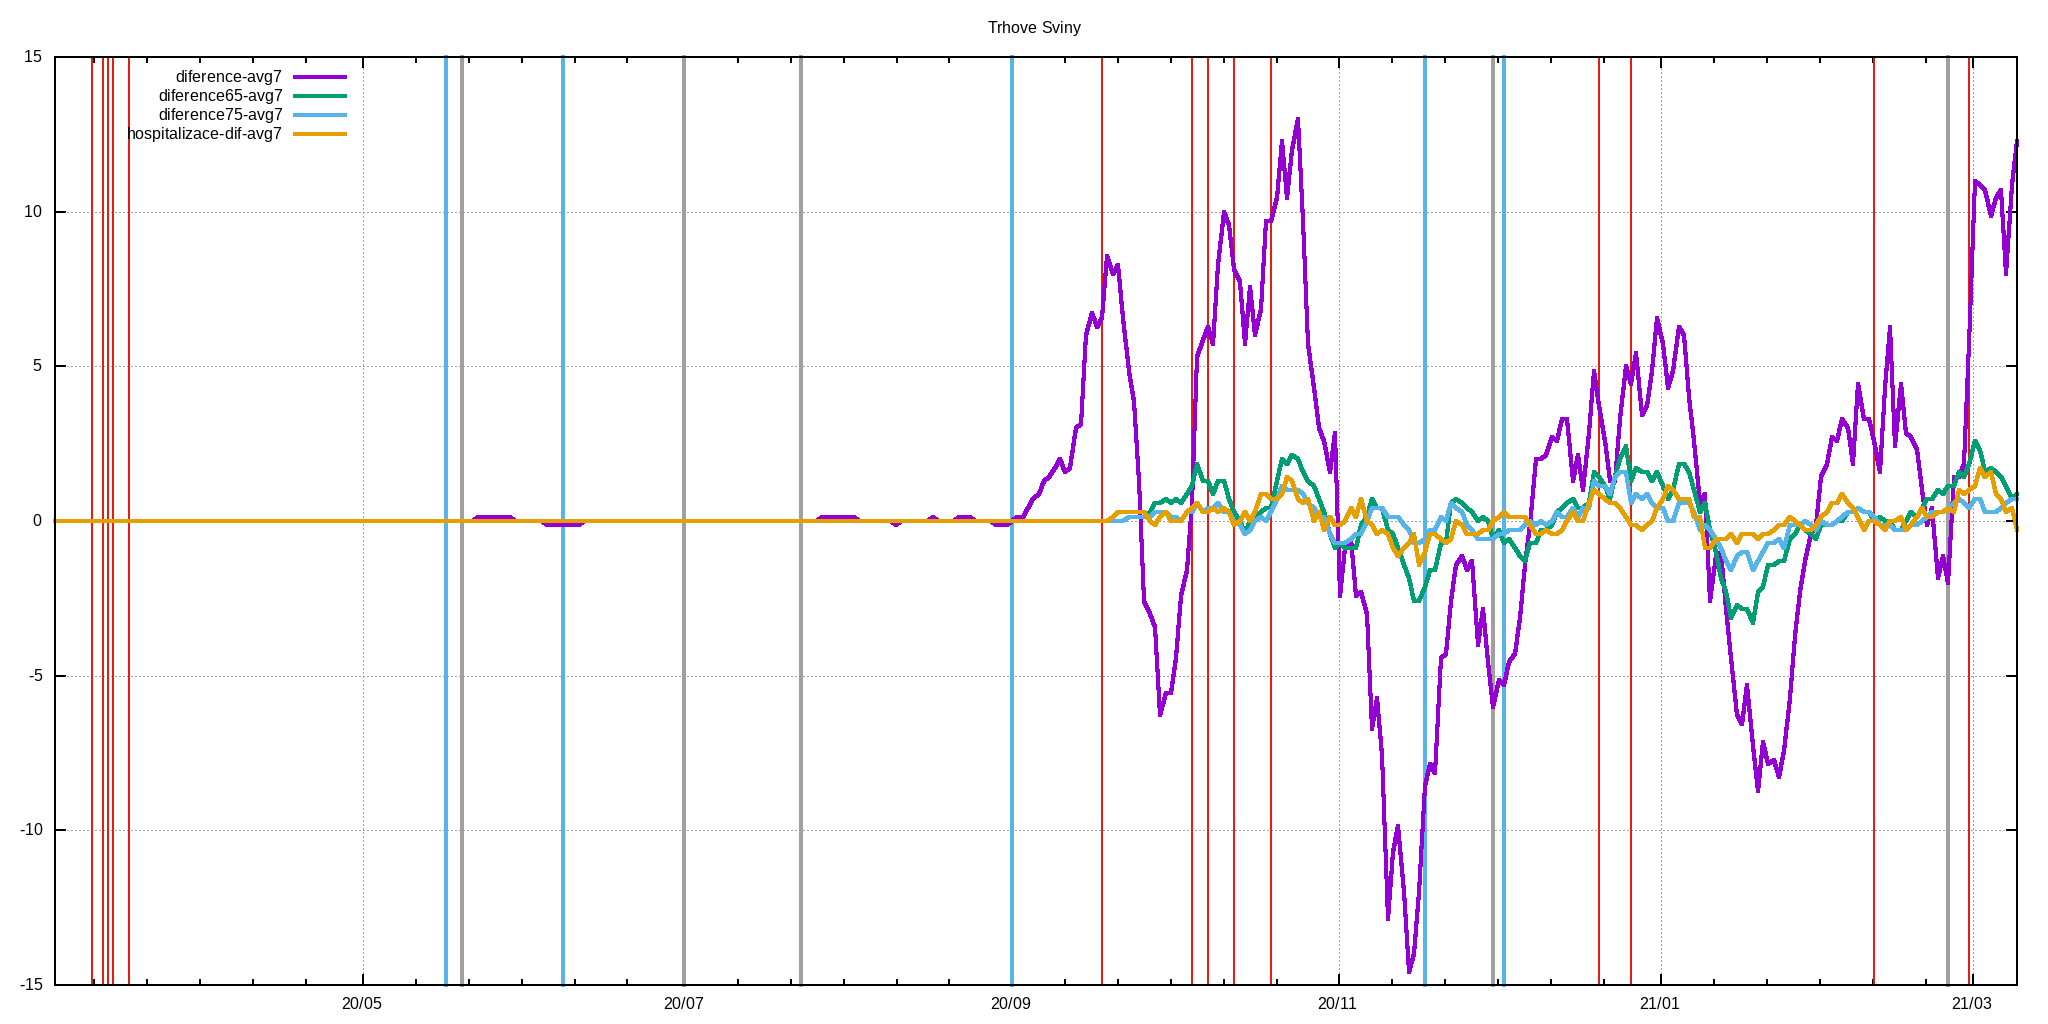 Trhove Sviny
15
diference-avg7
diference65-avg7
diference75-avg7
hospitalizace-dif-avg7
10
5
0
-5
-10
-15
20/05 20/07 20/09 20/11 21/01 21/03